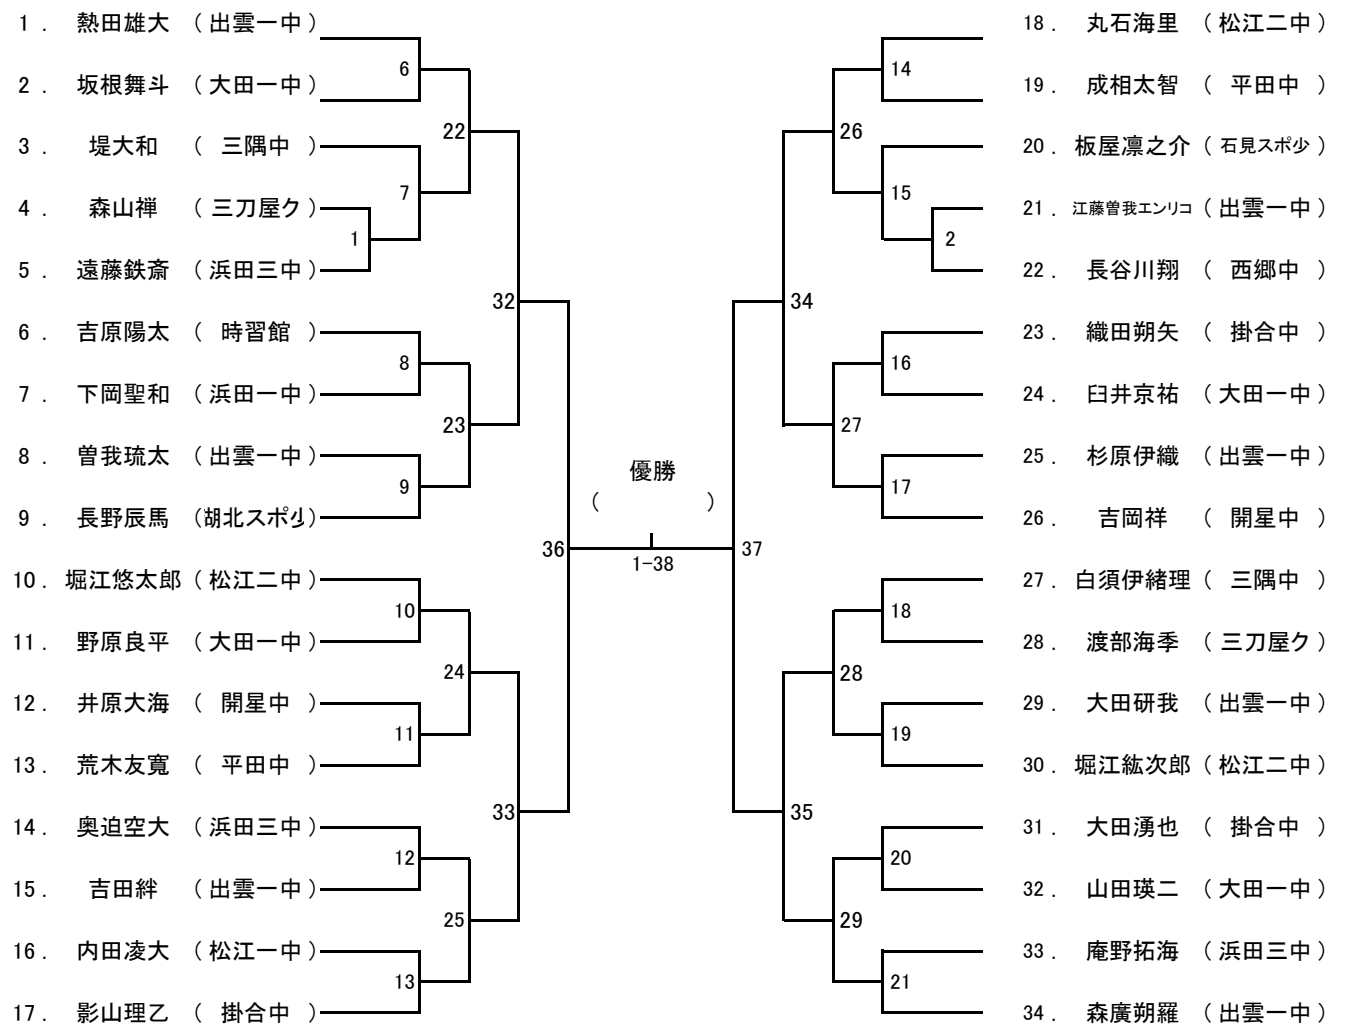 1 . 熱田雄大 ( 出雲一中 )
2 . 坂根舞斗 ( 大田一中 )
3 . 堤大和 ( 三隅中 )
4 . 森山禅 ( 三刀屋ク )
5 . 遠藤鉄斎 ( 浜田三中 )
6 . 吉原陽太 ( 時習館 )
7 . 下岡聖和 ( 浜田一中 )
8 . 曽我琉太 ( 出雲一中 )
9 . 長野辰馬 (湖北スポ少)
10 . 堀江悠太郎 ( 松江二中 )
11 . 野原良平 ( 大田一中 )
12 . 井原大海 ( 開星中 )
13 . 荒木友寛 ( 平田中 )
14 . 奥迫空大 ( 浜田三中 )
15 . 吉田絆 ( 出雲一中 )
16 . 内田凌大 ( 松江一中 )
17 . 影山理乙 ( 掛合中 )
6
22
7
1
32
8
23
9
36
10
24
11
33
12
25
13
優勝
( )
1-38
14
26
15
2
34
16
27
17
37
18
28
19
35
20
29
21
18 . 丸石海里 ( 松江二中 )
19 . 成相太智 ( 平田中 )
20 . 板屋凛之介 ( 石見スポ少 )
21 . 江藤曽我エンリコ ( 出雲一中 )
22 . 長谷川翔 ( 西郷中 )
23 . 織田朔矢 ( 掛合中 )
24 . 臼井京祐 ( 大田一中 )
25 . 杉原伊織 ( 出雲一中 )
26 . 吉岡祥 ( 開星中 )
27 . 白須伊緒理 ( 三隅中 )
28 . 渡部海季 ( 三刀屋ク )
29 . 大田研我 ( 出雲一中 )
30 . 堀江紘次郎 ( 松江二中 )
31 . 大田湧也 ( 掛合中 )
32 . 山田瑛二 ( 大田一中 )
33 . 庵野拓海 ( 浜田三中 )
34 . 森廣朔羅 ( 出雲一中 )